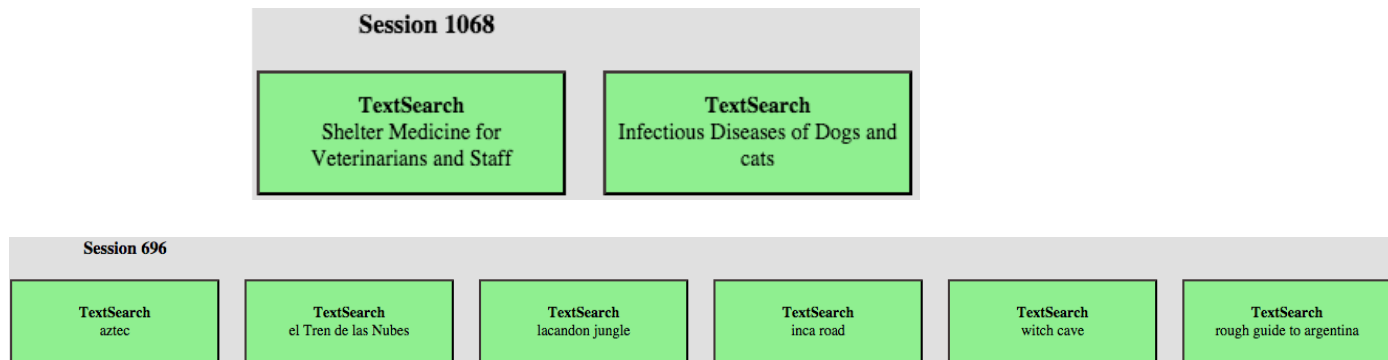 Session 1068
TextSearch
Shelter Medicine for
Veterinarians and Staff
TextSearch
Infectious Diseases of Dogs and
cats
Session 696
TextSearch
aztec
TextSearch
el Tren de las Nubes
TextSearch
lacandon jungle
TextSearch
inca road
TextSearch
witch cave
TextSearch
rough guide to argentina